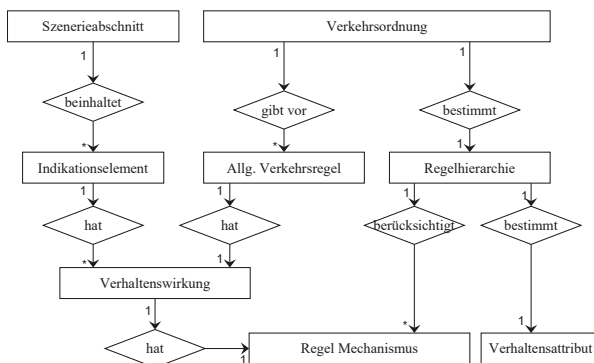 Szenerieabschnitt
Verkehrsordnung
1
1
1
beinhaltet
gibt vor
bestimmt
*
*
1
Indikationselement
Allg. Verkehrsregel
Regelhierarchie
1
1
1
1
hat
hat
berücksichtigt
bestimmt
*
1
Verhaltenswirkung
1
*
1
hat
1
Regel Mechanismus
Verhaltensattribut